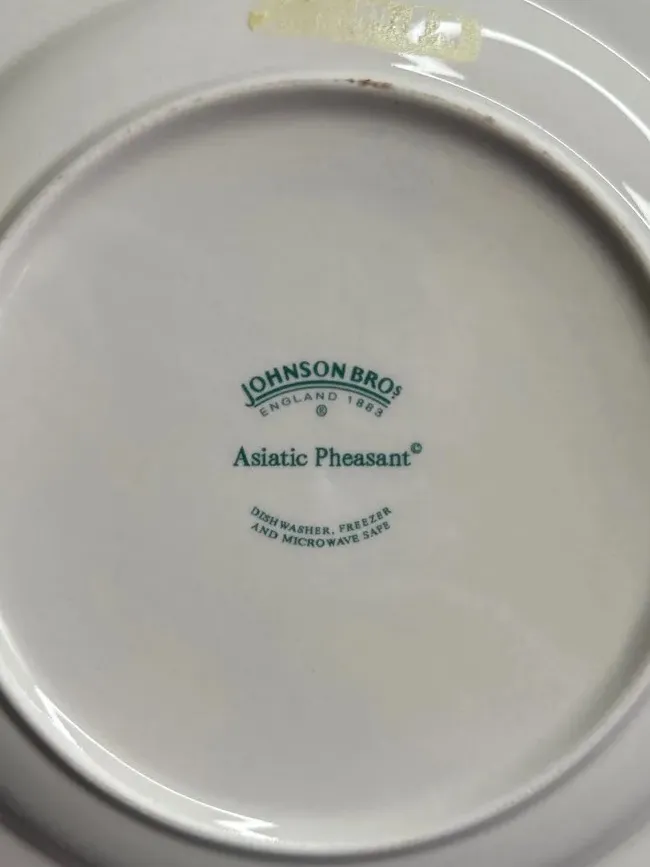 JOHNSON BROS
ENGLAND 1883
®
Asiatic Pheasant©
DISHWASHER, FREEZER
AND MICROWAVE SAFE